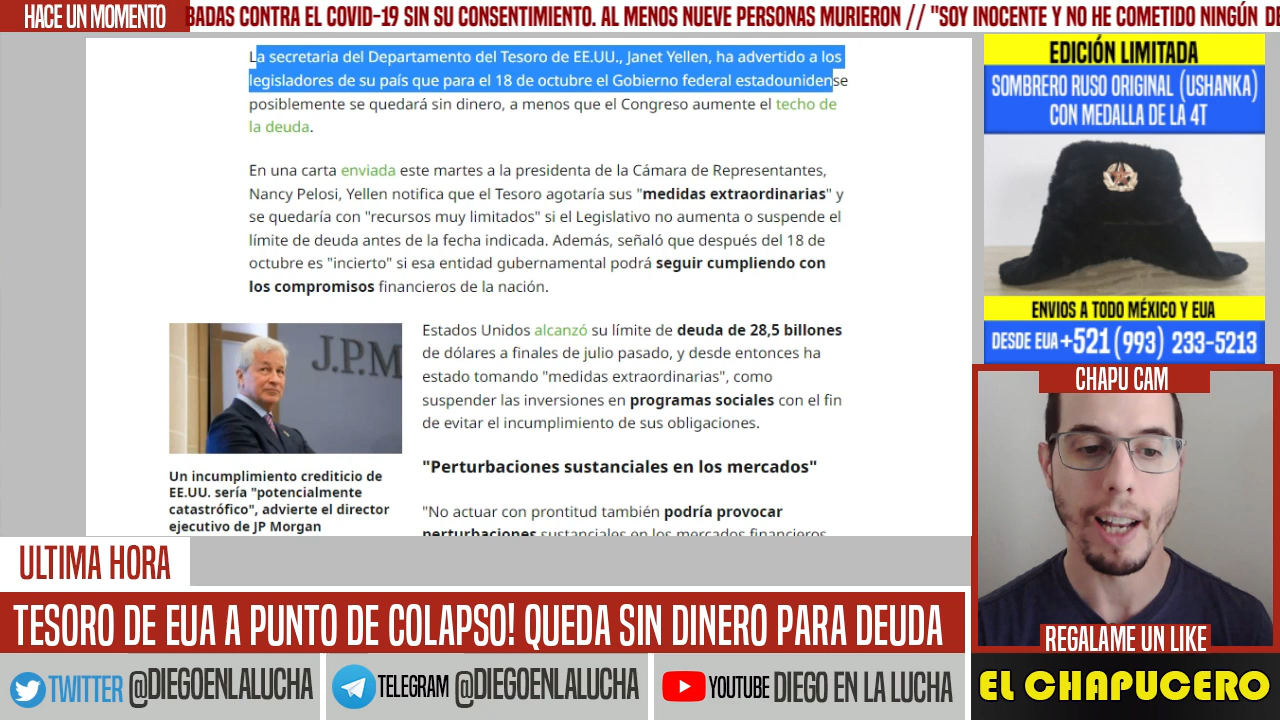 HACE UN MOMENTO
BADAS CONTRA EL COVID-19 SIN SU CONSENTIMIENTO. AL MENOS NUEVE PERSONAS MURIERON // "SOY INOCENTE Y NO HE COMETIDO NINGÚN DE
La secretaria del Departamento del Tesoro de EE.UU., Janet Yellen, ha advertido a los
legisladores de su país que para el 18 de octubre el Gobierno federal estadounidense
posiblemente se quedará sin dinero, a menos que el Congreso aumente el techo de
la deuda.
En una carta enviada este martes a la presidenta de la Cámara de Representantes,
Nancy Pelosi, Yellen notifica que el Tesoro agotaría sus "medidas extraordinarias" y
se quedaría con "recursos muy limitados" si el Legislativo no aumenta o suspende el
límite de deuda antes de la fecha indicada. Además, señaló que después del 18 de
octubre es "incierto" si esa entidad gubernamental podrá seguir cumpliendo con
los compromisos financieros de la nación.
J.P.M
Un incumplimiento crediticio de
EE.UU. sería "potencialmente
catastrófico", advierte el director
ejecutivo de JP Morgan
Estados Unidos alcanzó su límite de deuda de 28,5 billones
de dólares a finales de julio pasado, y desde entonces ha
estado tomando "medidas extraordinarias", como
suspender las inversiones en programas sociales con el fin
de evitar el incumplimiento de sus obligaciones.
"Perturbaciones sustanciales en los mercados"
"No actuar con prontitud también podría provocar
perturbaciones sustanciales en los mercados financieros
EDICIÓN LIMITADA
SOMBRERO RUSO ORIGINAL (USHANKA)
CON MEDALLA DE LA 4T
ENVIOS A TODO MÉXICO Y EUA
DESDE EUA +521 (993) 233-5213
CHAPU CAM
REGALAME UN LIKE
ULTIMA HORA
TESORO DE EUA A PUNTO DE COLAPSO! QUEDA SIN DINERO PARA DEUDA
TWITTER @DIEGOENLALUCHA
TELEGRAM @DIEGOENLALUCHA
YOUTUBE DIEGO EN LA LUCHA
EL CHAPUCERO